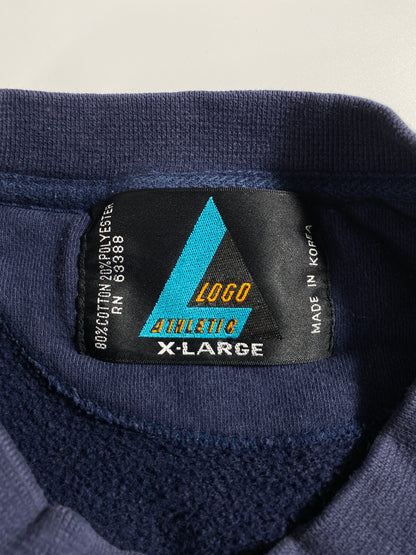 80% COTTON 20% POLYESTER
RN 63388
LOGO
ATHLETIC
X-LARGE
MADE IN KOREA